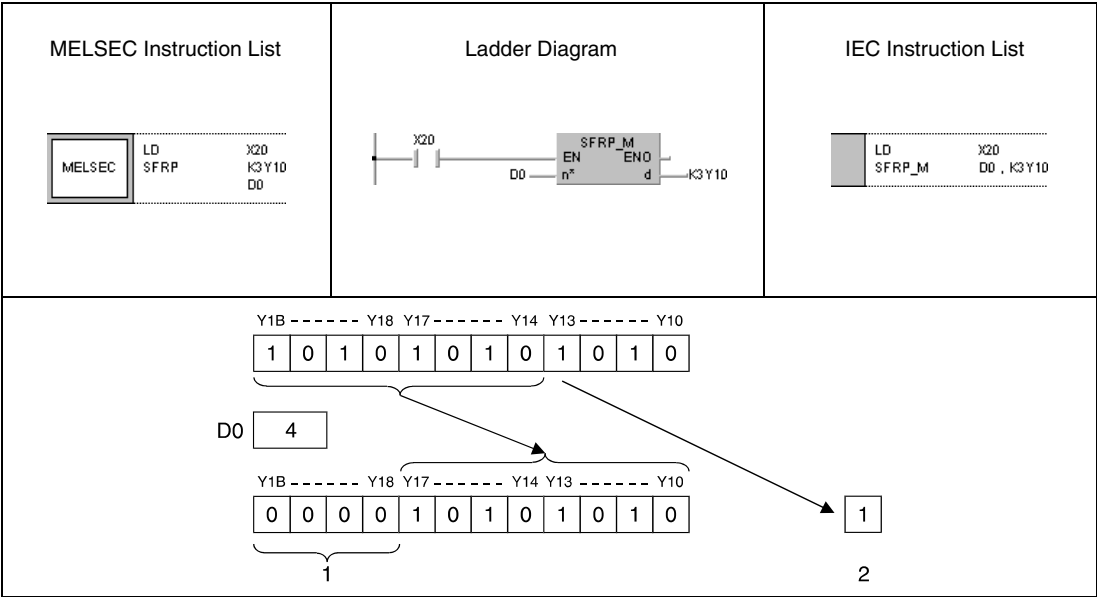 MELSEC Instruction List
Ladder Diagram
IEC Instruction List
MELSEC
LD X20
SFRP K3Y10
D0
X20
SFRP_M
EN ENO
D0 n* d K3Y10
LD X20
SFRP_M D0 , K3Y10
Y1B ------ Y18 Y17 ------ Y14 Y13 ------ Y10
1 0 1 0 1 0 1 0 1 0 1 0
D0 4
Y1B ------ Y18 Y17 ------ Y14 Y13 ------ Y10
0 0 0 0 1 0 1 0 1 0 1 0
1
1
2